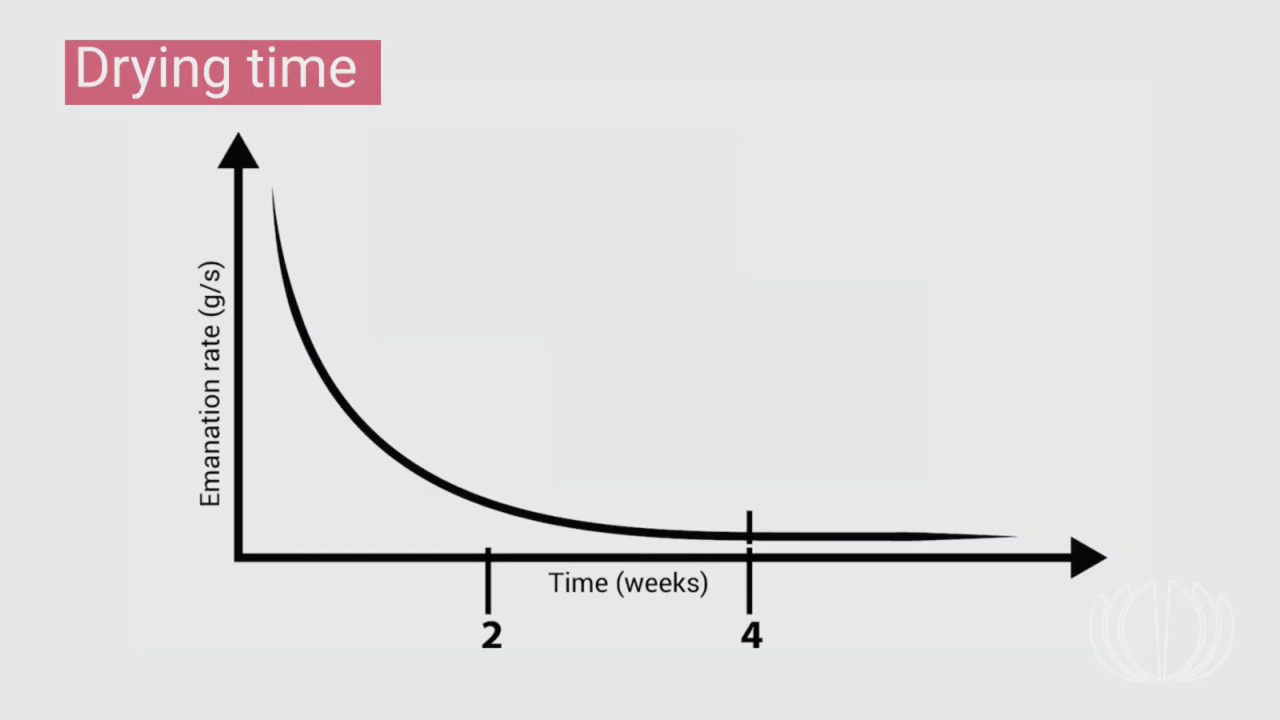 Drying time
Emanation rate (g/s)
Time (weeks)
2
4